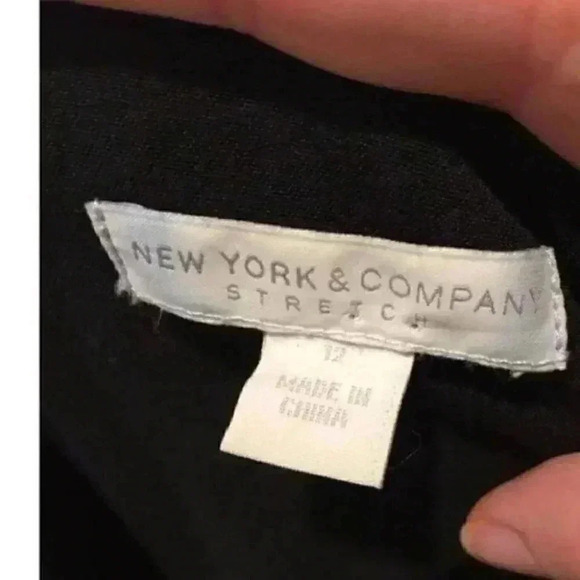 NEW YORK & COMPANY
STRETCH
12
MADE IN
CHINA